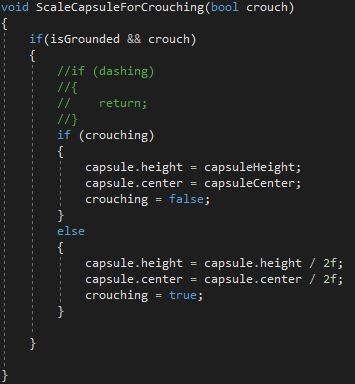 void ScaleCapsuleForCrouching(bool crouch)
{
    if(isGrounded && crouch)
    {
        //if (dashing)
        //{
        //    return;
        //}
        if (crouching)
        {
            capsule.height = capsuleHeight;
            capsule.center = capsuleCenter;
            crouching = false;
        }
        else
        {
            capsule.height = capsule.height / 2f;
            capsule.center = capsule.center / 2f;
            crouching = true;
        }

    }

}